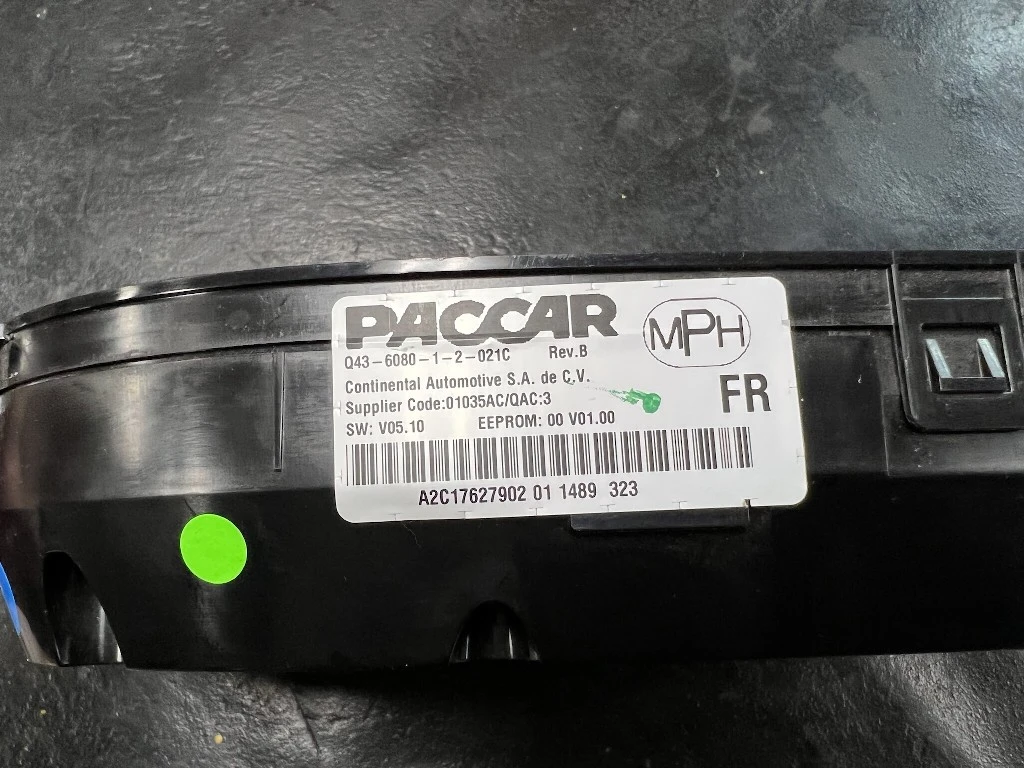 PACCAR
MPH
Q43-6080-1-2-021C Rev.B
Continental Automotive S.A. de C.V.
Supplier Code:01035AC/QAC:3
FR
SW: V05.10 EEPROM: 00 V01.00
A2C17627902 01 1489 323